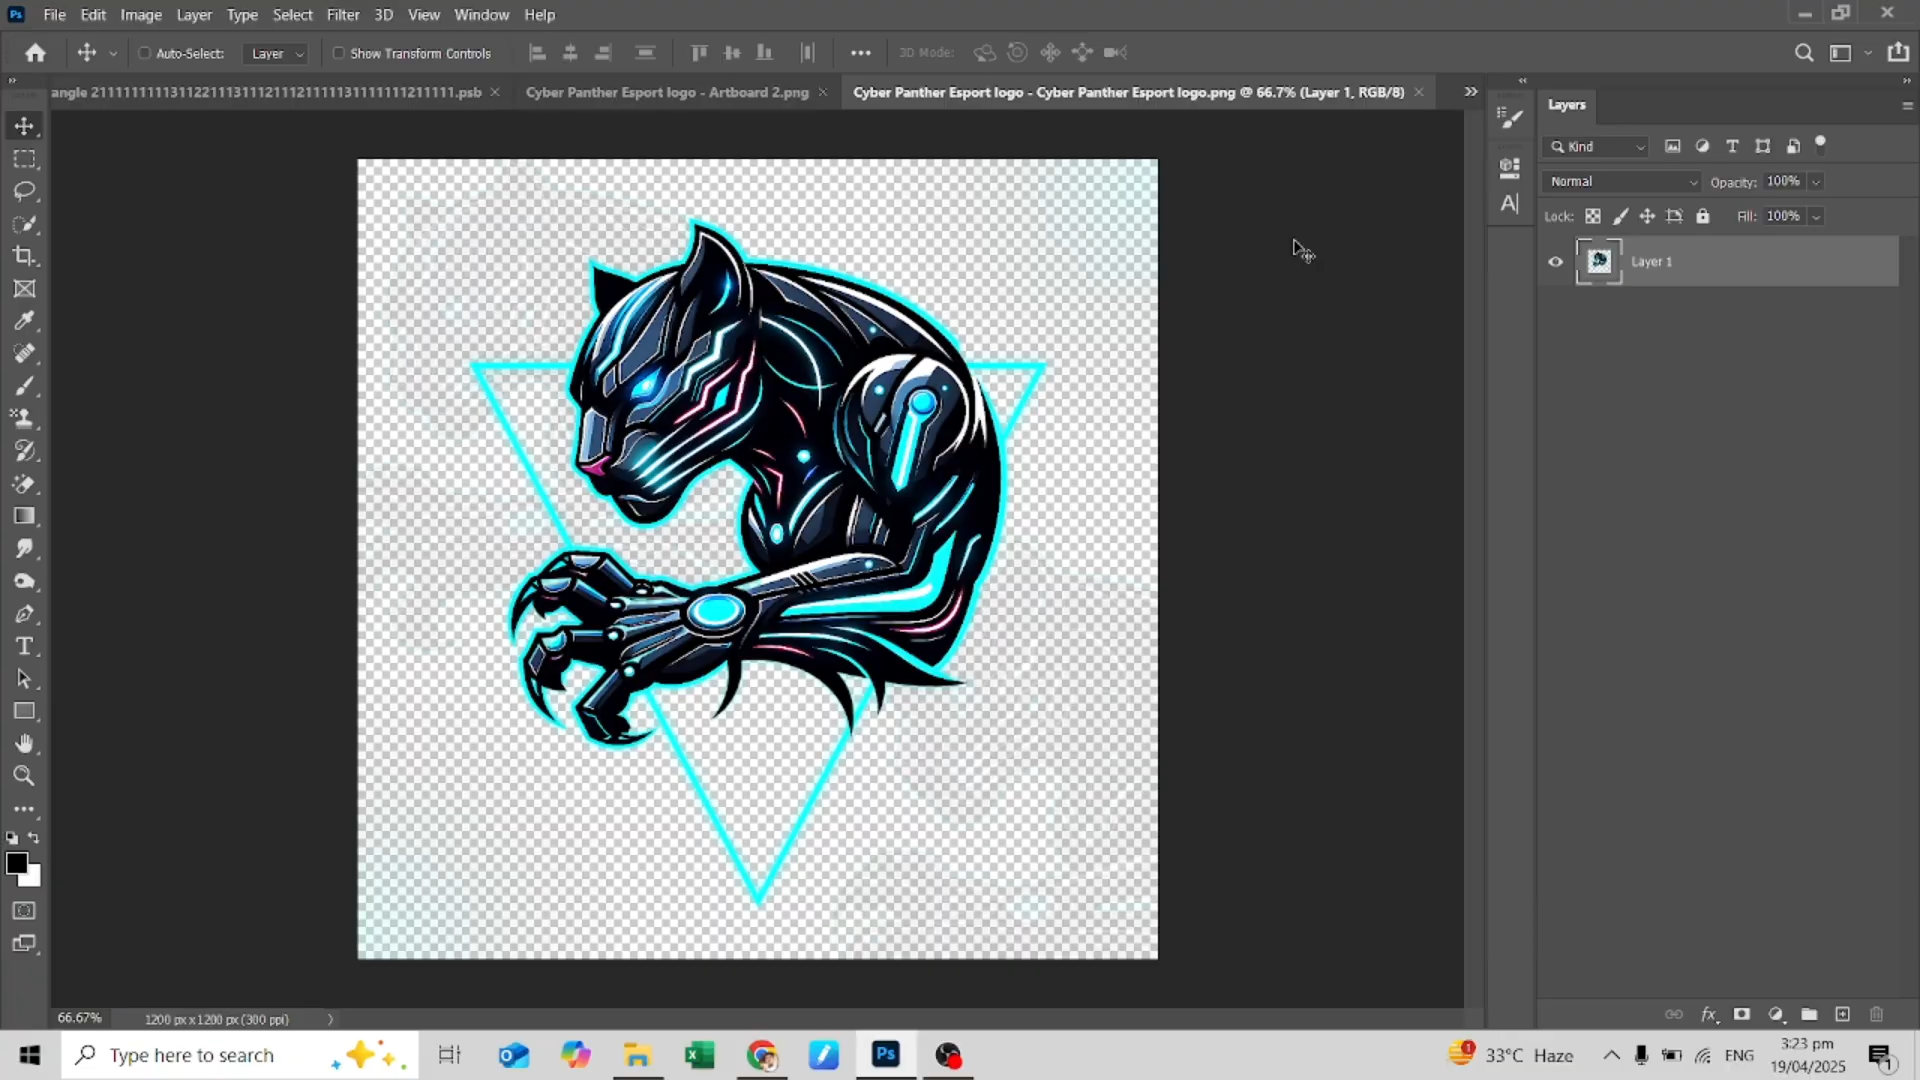 Ps File Edit Image Layer Type Select Filter 3D View Window Help
Auto-Select: Layer Show Transform Controls ••• 3D Mode:
Cyber Panther Esport logo - Artboard 2.png × Cyber Panther Esport logo - Cyber Panther Esport logo.png @ 66.7% (Layer 1, RGB/8) ×
Layers
Kind
Normal Opacity: 100%
Lock: Fill: 100%
Layer 1
66.67% 1200 px x 1200 px (300 ppi)
Type here to search
Ps
33°C Haze
ENG
3:23 pm
19/04/2025
1